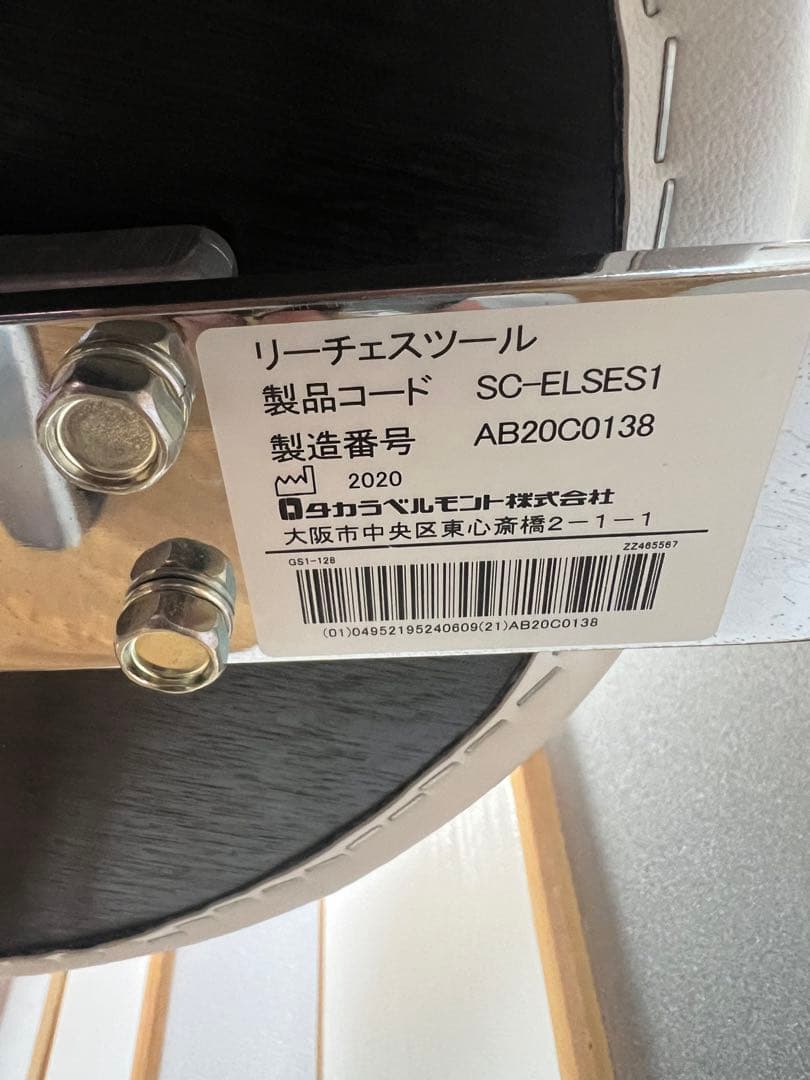 リーチェスツール
製品コード SC-ELSES1
製造番号 AB20C0138
2020
タカラベルモント株式会社
大阪市中央区東心斎橋2-1-1
GS1-128 ZZ465567
(01)04952195240609(21)AB20C0138